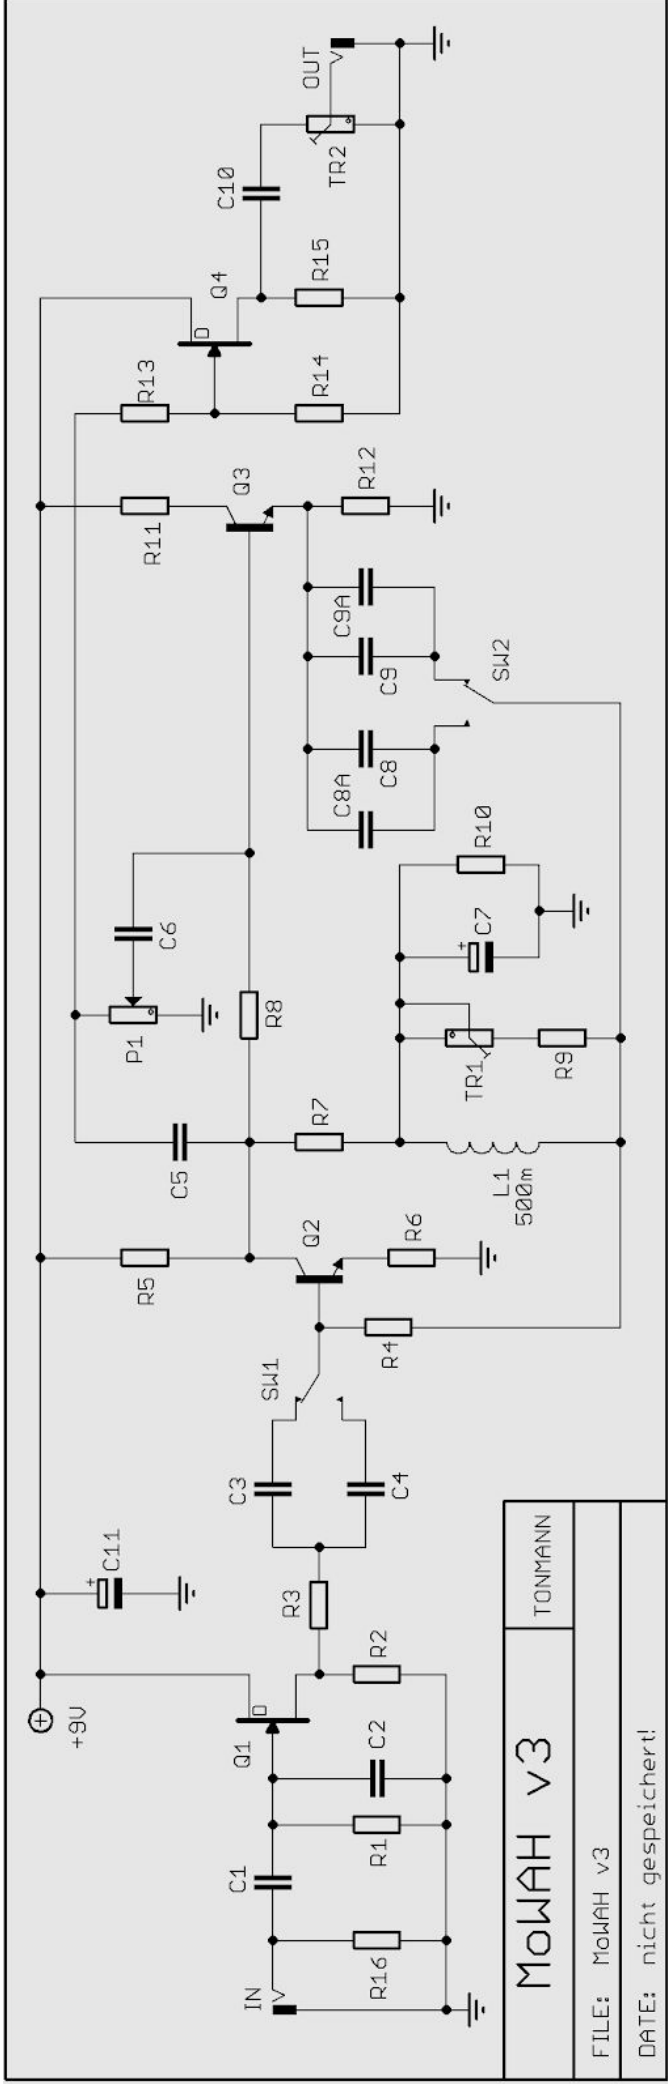 +9V
C11
IN
R16
C1
R1
C2
Q1
D
R2
R3
C3
C4
SW1
R4
R5
Q2
R6
C5
R7
L1
500m
P1
C6
R8
TR1
R9
+
C7
R10
C8A
C8
C9
C9A
SW2
R11
Q3
R12
R13
R14
D
Q4
R15
C10
TR2
OUT
+
MoWAH v3
TONMANN
FILE: MoWAH v3
DATE: nicht gespeichert!